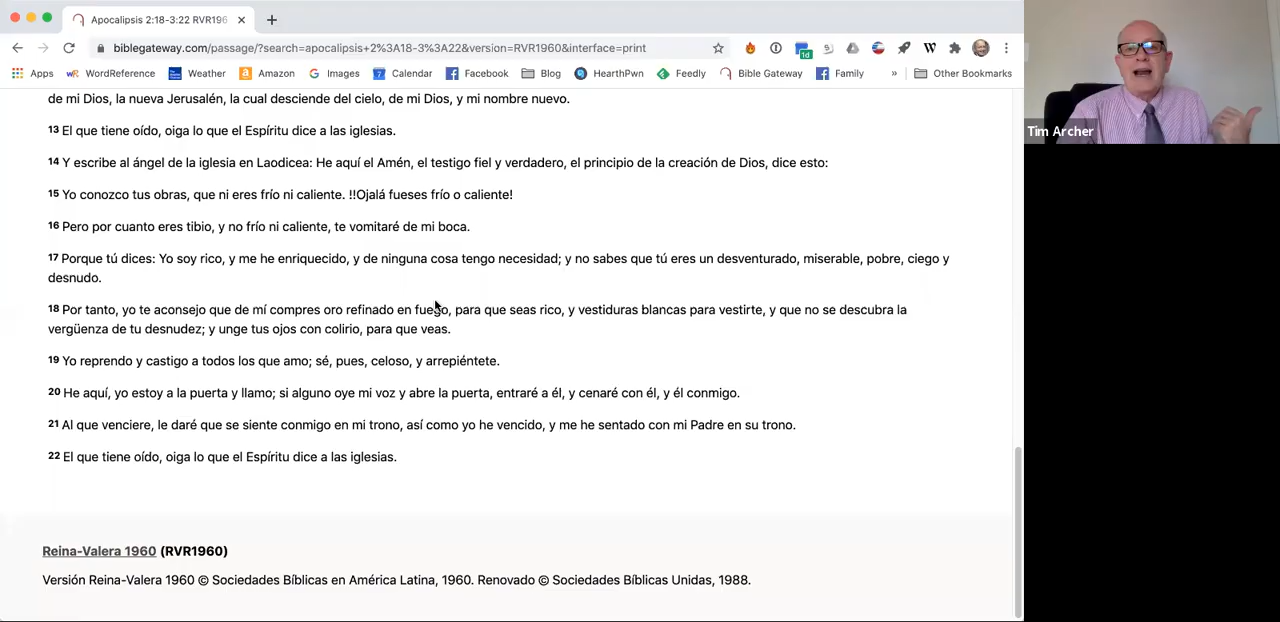 Apocalipsis 2:18-3:22 RVR196
biblegateway.com/passage/?search=apocalipsis+2%3A18-3%3A22&version=RVR1960&interface=print
1d
W
Apps WordReference Weather Amazon Images Calendar Facebook Blog HearthPwn Feedly Bible Gateway Family » Other Bookmarks
de mi Dios, la nueva Jerusalén, la cual desciende del cielo, de mi Dios, y mi nombre nuevo.
13 El que tiene oído, oiga lo que el Espíritu dice a las iglesias.
14 Y escribe al ángel de la iglesia en Laodicea: He aquí el Amén, el testigo fiel y verdadero, el principio de la creación de Dios, dice esto:
15 Yo conozco tus obras, que ni eres frío ni caliente. !!Ojalá fueses frío o caliente!
16 Pero por cuanto eres tibio, y no frío ni caliente, te vomitaré de mi boca.
17 Porque tú dices: Yo soy rico, y me he enriquecido, y de ninguna cosa tengo necesidad; y no sabes que tú eres un desventurado, miserable, pobre, ciego y
desnudo.
18 Por tanto, yo te aconsejo que de mí compres oro refinado en fuego, para que seas rico, y vestiduras blancas para vestirte, y que no se descubra la
vergüenza de tu desnudez; y unge tus ojos con colirio, para que veas.
19 Yo reprendo y castigo a todos los que amo; sé, pues, celoso, y arrepiéntete.
20 He aquí, yo estoy a la puerta y llamo; si alguno oye mi voz y abre la puerta, entraré a él, y cenaré con él, y él conmigo.
21 Al que venciere, le daré que se siente conmigo en mi trono, así como yo he vencido, y me he sentado con mi Padre en su trono.
22 El que tiene oído, oiga lo que el Espíritu dice a las iglesias.
Reina-Valera 1960 (RVR1960)
Versión Reina-Valera 1960 © Sociedades Bíblicas en América Latina, 1960. Renovado © Sociedades Bíblicas Unidas, 1988.
Tim Archer